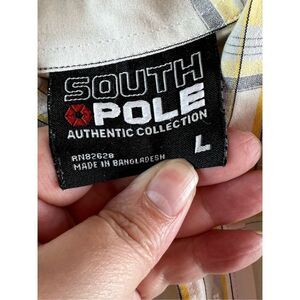 SOUTH
POLE
AUTHENTIC COLLECTION
L
RN82628
MADE IN BANGLADESH